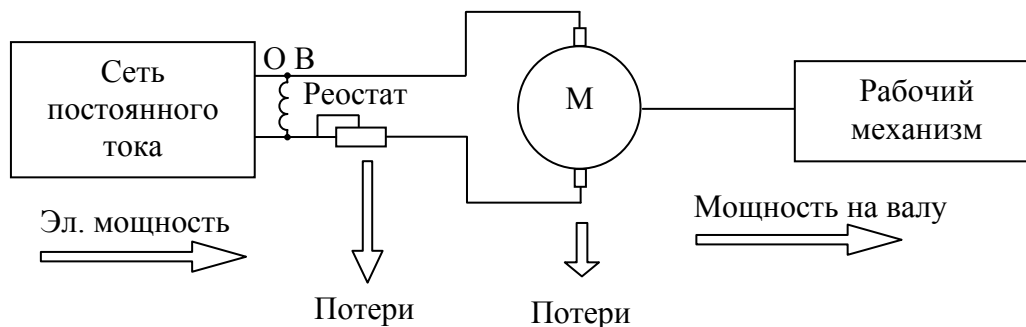 Сеть
постоянного
тока
О В
Реостат
М
Рабочий
механизм
Эл. мощность
Мощность на валу
Потери
Потери